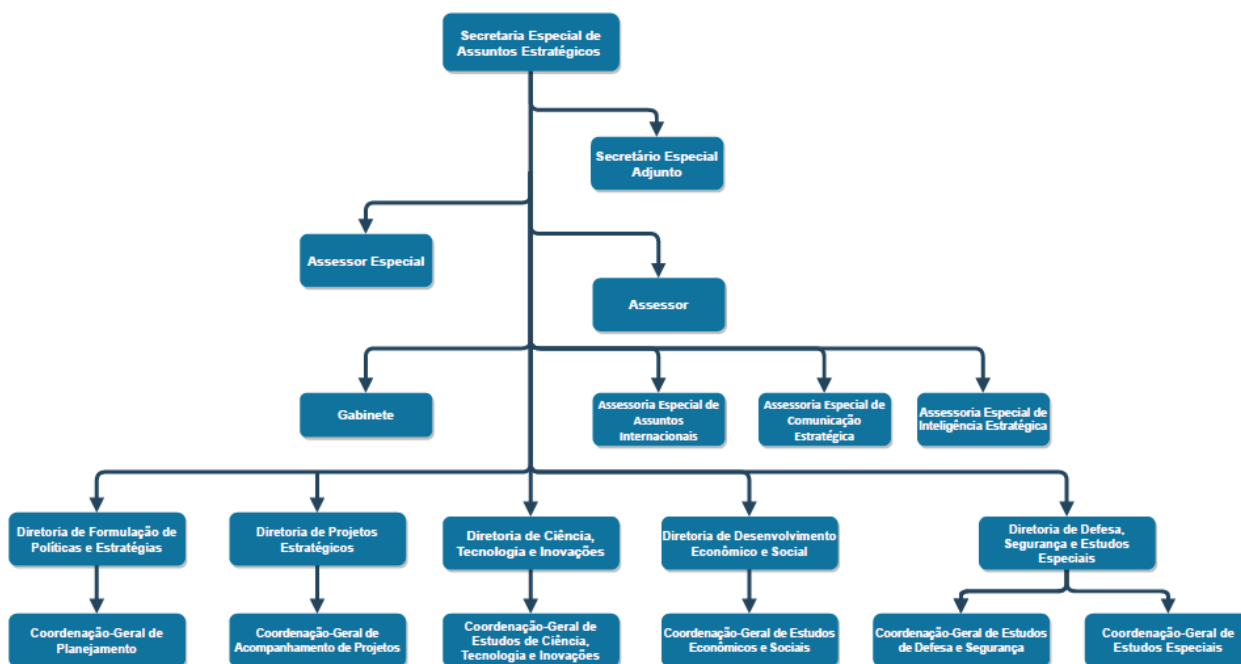 Secretaria Especial de
Assuntos Estratégicos
Secretário Especial
Adjunto
Assessor Especial
Assessor
Gabinete
Assessoria Especial de
Assuntos
Internacionais
Assessoria Especial de
Comunicação
Estratégica
Assessoria Especial de
Inteligência Estratégica
Diretoria de Formulação de
Políticas e Estratégias
Diretoria de Projetos
Estratégicos
Diretoria de Ciência,
Tecnologia e Inovações
Diretoria de Desenvolvimento
Econômico e Social
Diretoria de Defesa,
Segurança e Estudos
Especiais
Coordenação-Geral de
Planejamento
Coordenação-Geral de
Acompanhamento de Projetos
Coordenação-Geral de
Estudos de Ciência,
Tecnologia e Inovações
Coordenação-Geral de Estudos
Econômicos e Sociais
Coordenação-Geral de Estudos
de Defesa e Segurança
Coordenação-Geral de
Estudos Especiais